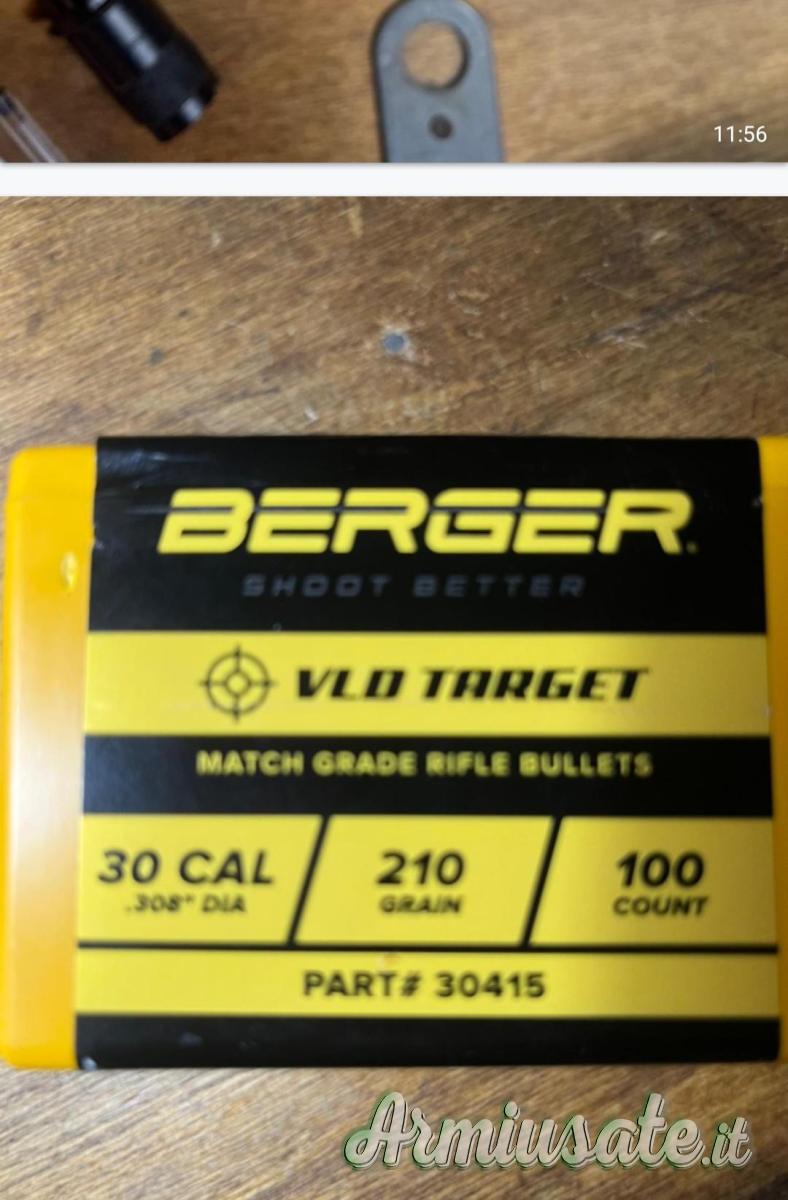 11:56
BERGER.
SHOOT BETTER
VLD TARGET
MATCH GRADE RIFLE BULLETS
30 CAL
.308" DIA
210
GRAIN
100
COUNT
PART# 30415
Armiusate.it